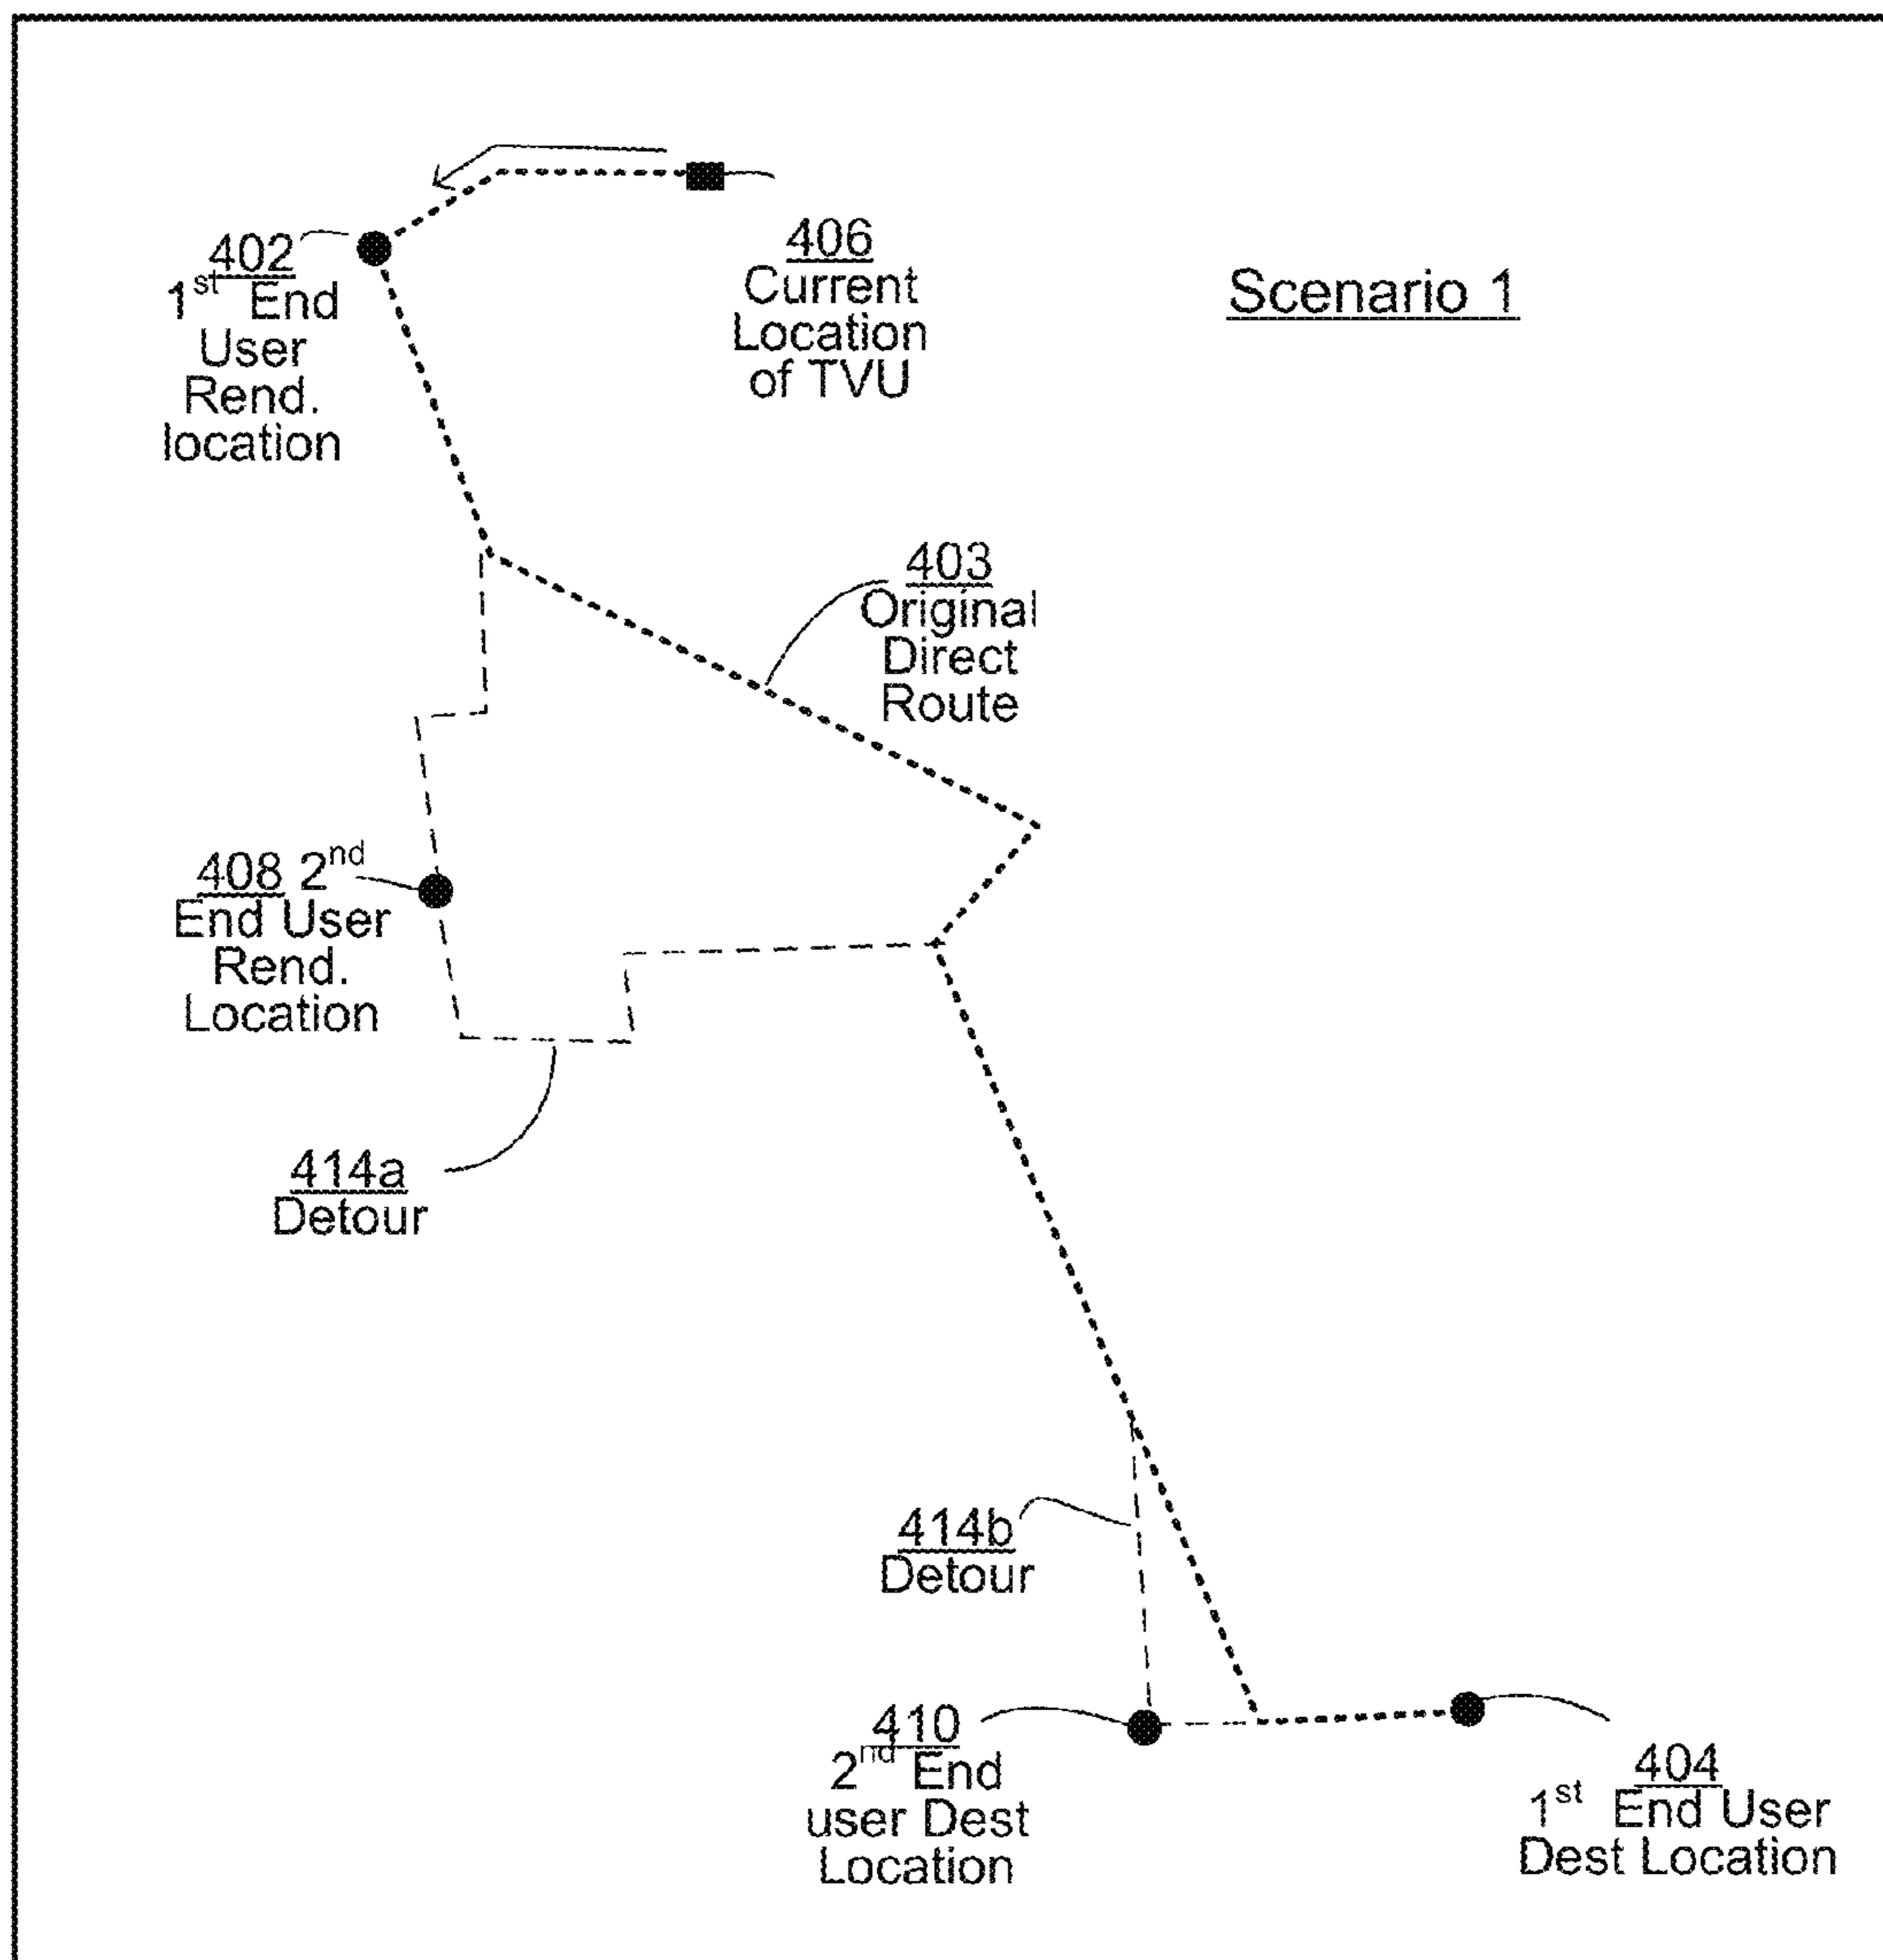 406
Current
Location
of TVU
Scenario 1
402
1st End
User
Rend.
location
403
Original
Direct
Route
408 2nd
End User
Rend.
Location
414a
Detour
414b
Detour
410
2nd End
user Dest
Location
404
1st End User
Dest Location